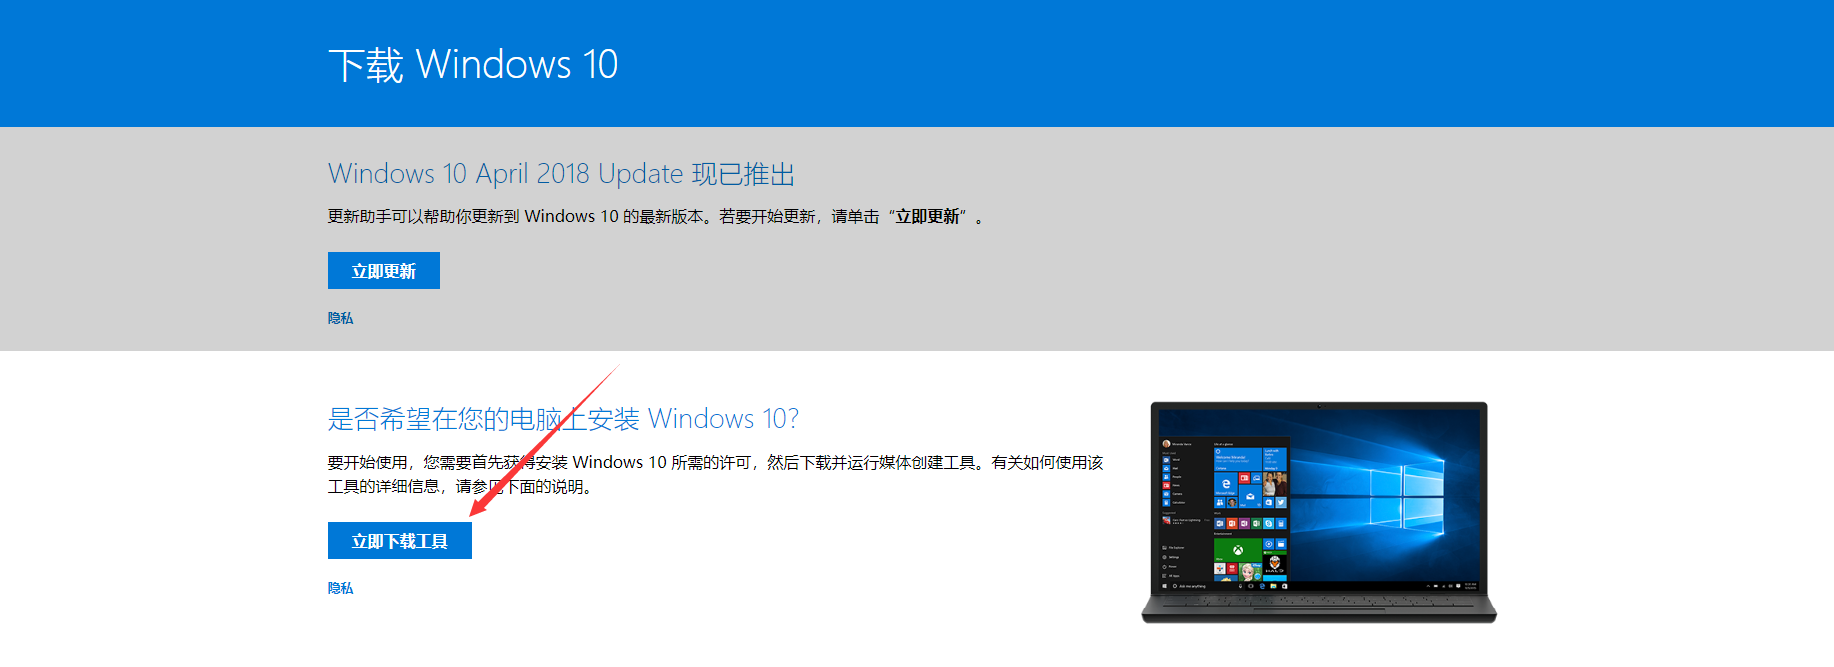 下载 Windows 10
Windows 10 April 2018 Update 现已推出
更新助手可以帮助你更新到 Windows 10 的最新版本。若要开始更新，请单击“立即更新”。
立即更新
隐私
是否希望在您的电脑上安装 Windows 10?
要开始使用，您需要首先获得安装 Windows 10 所需的许可，然后下载并运行媒体创建工具。有关如何使用该
工具的详细信息，请参见下面的说明。
立即下载工具
隐私